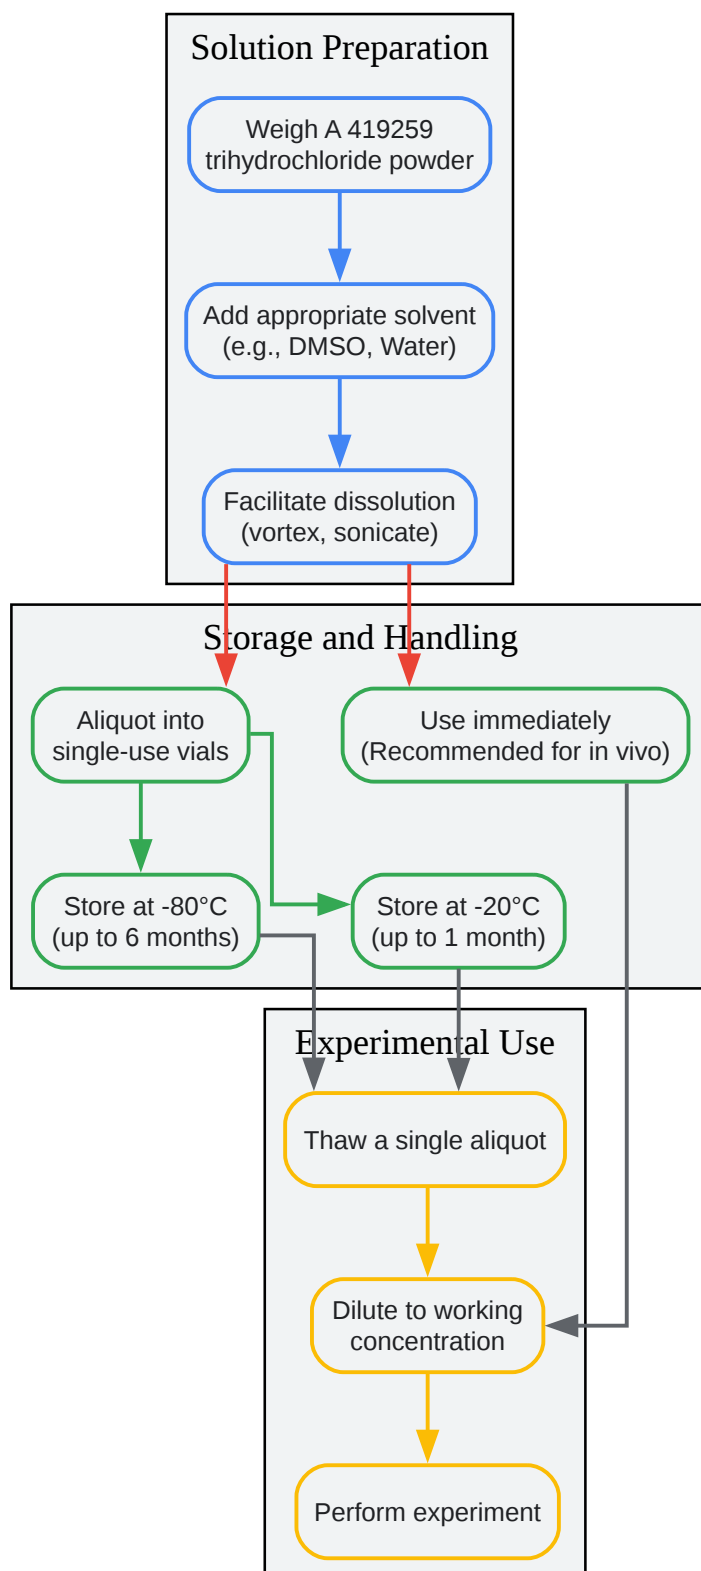 Solution Preparation
Weigh A 419259
trihydrochloride powder
Add appropriate solvent
(e.g., DMSO, Water)
Facilitate dissolution
(vortex, sonicate)
Storage and Handling
Aliquot into
single-use vials
Use immediately
(Recommended for in vivo)
Store at -80°C
(up to 6 months)
Store at -20°C
(up to 1 month)
Experimental Use
Thaw a single aliquot
Dilute to working
concentration
Perform experiment